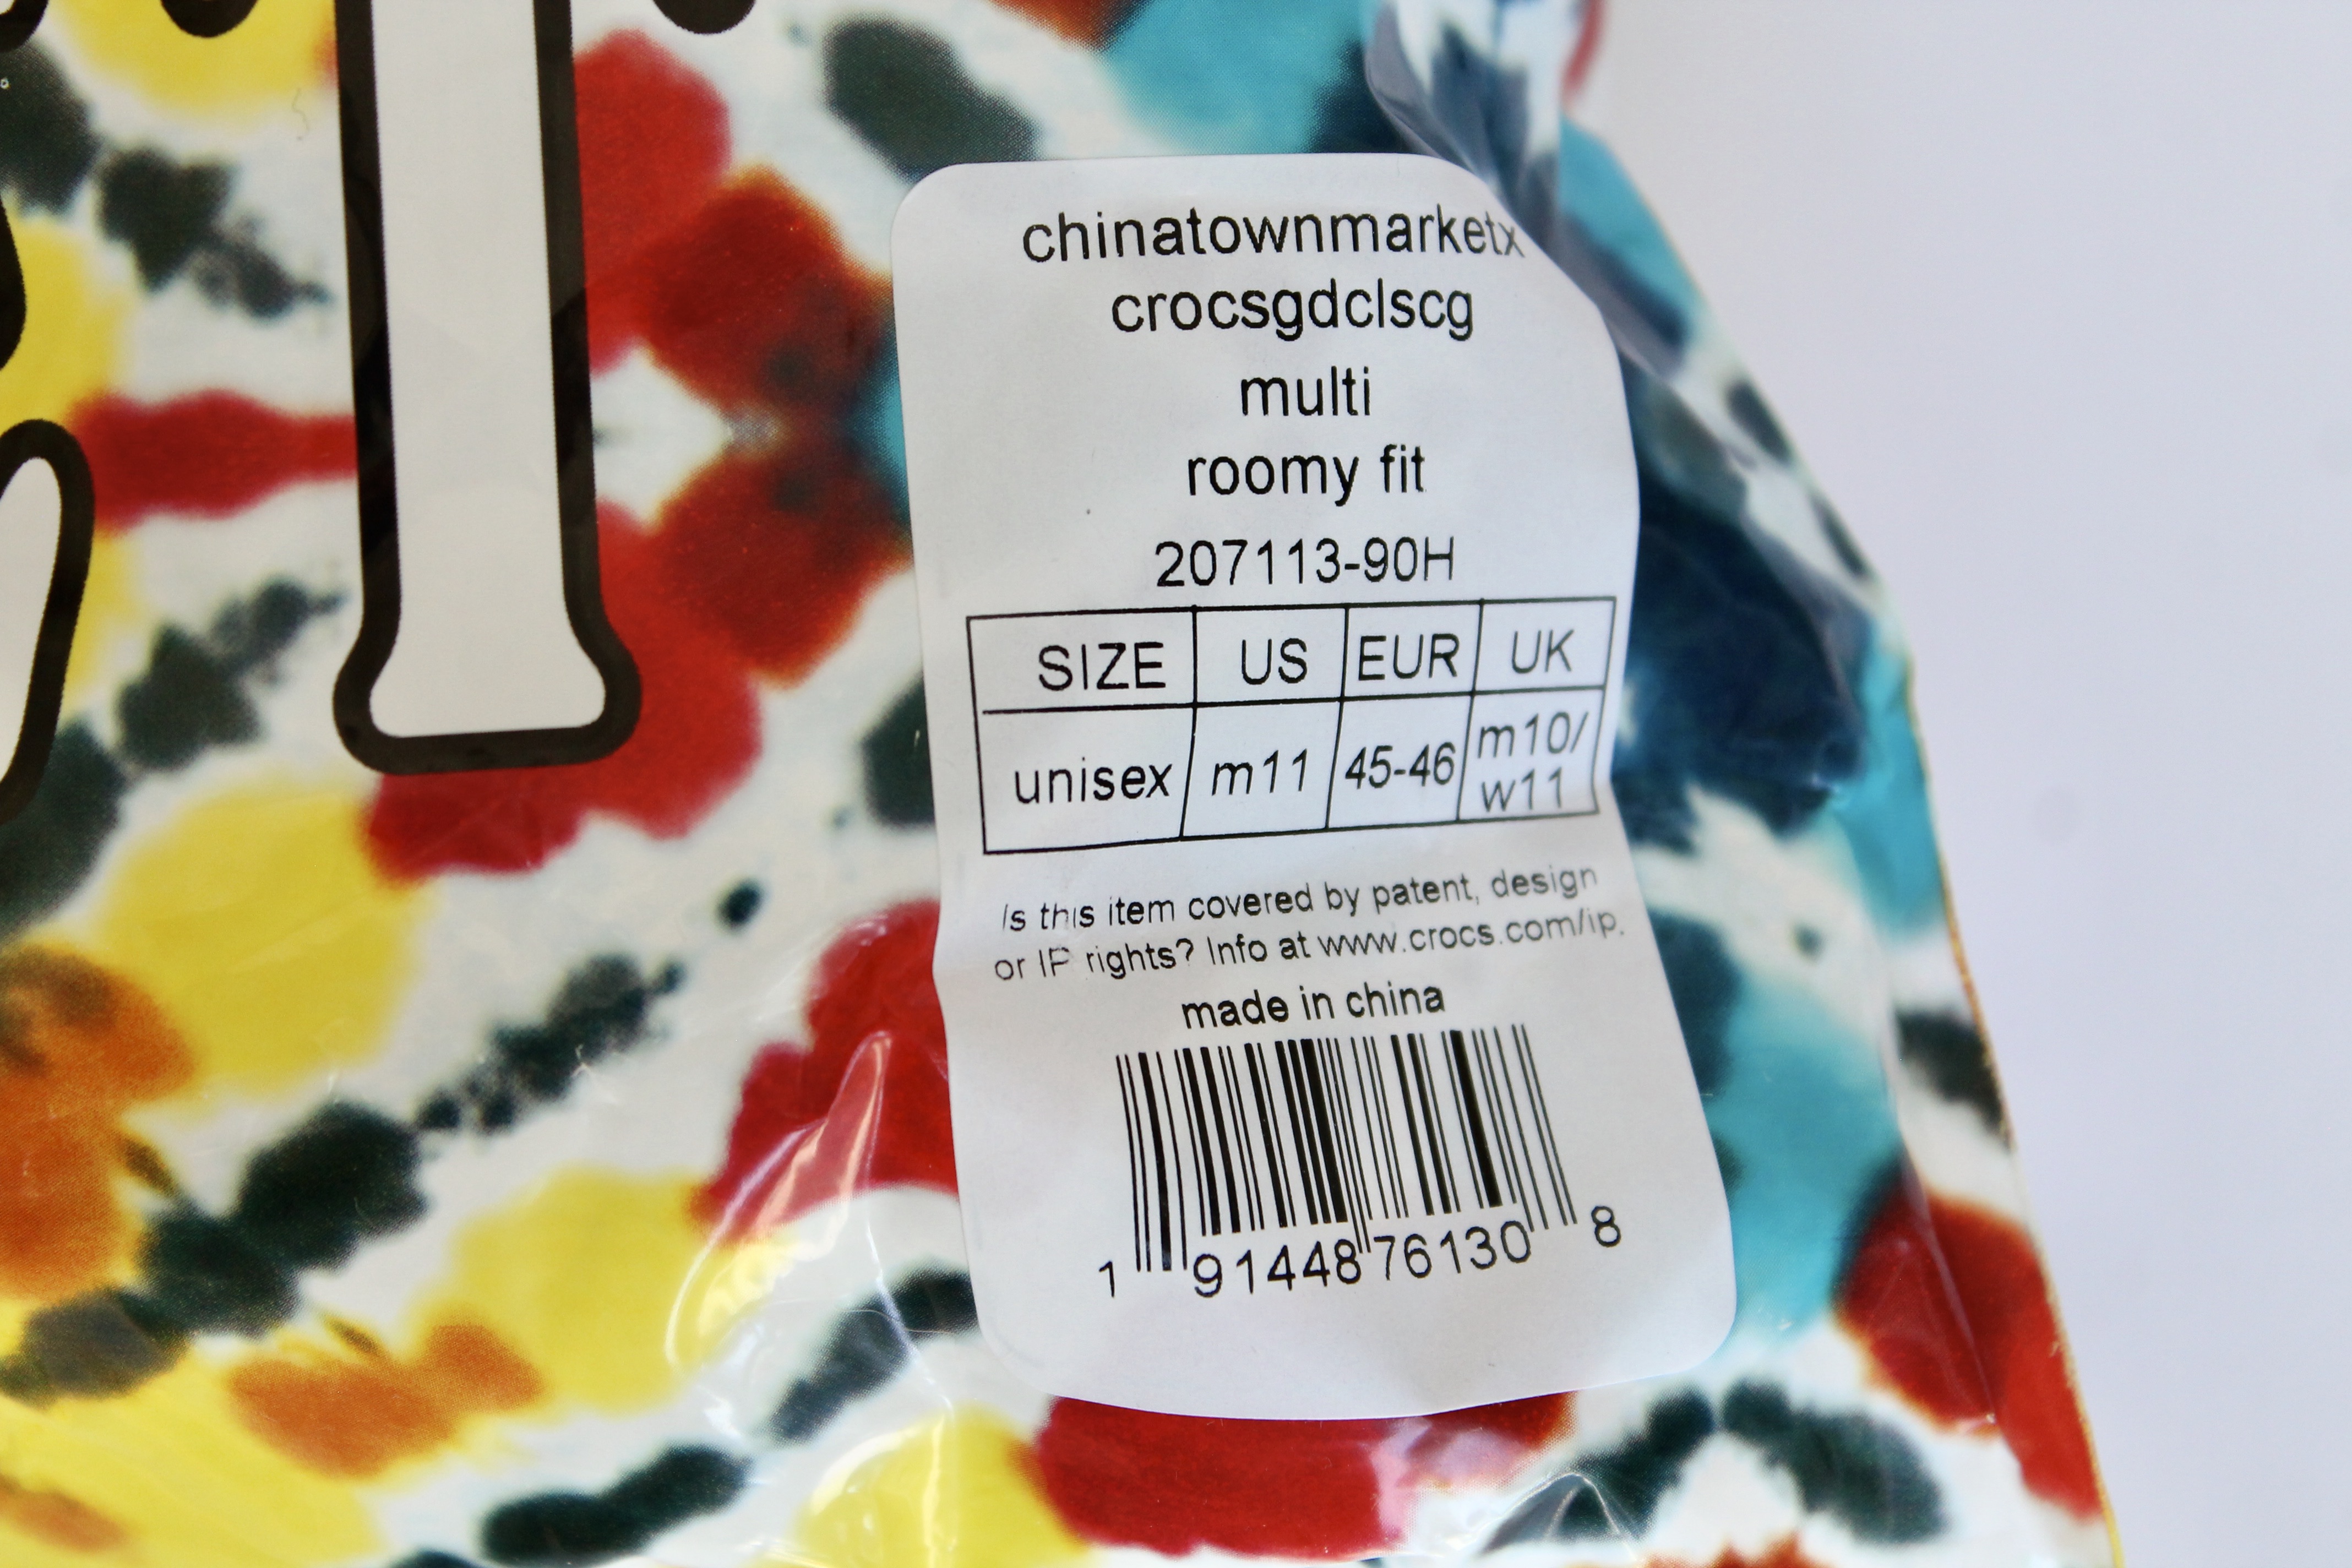 chinatownmarketx
crocsgdclscg
multi
roomy fit
207113-90H
SIZE US EUR UK
unisex m11 45-46 m10/
w11
Is this item covered by patent, design
or IP rights? Info at www.crocs.com/ip.
made in china
1 91448 76130 8